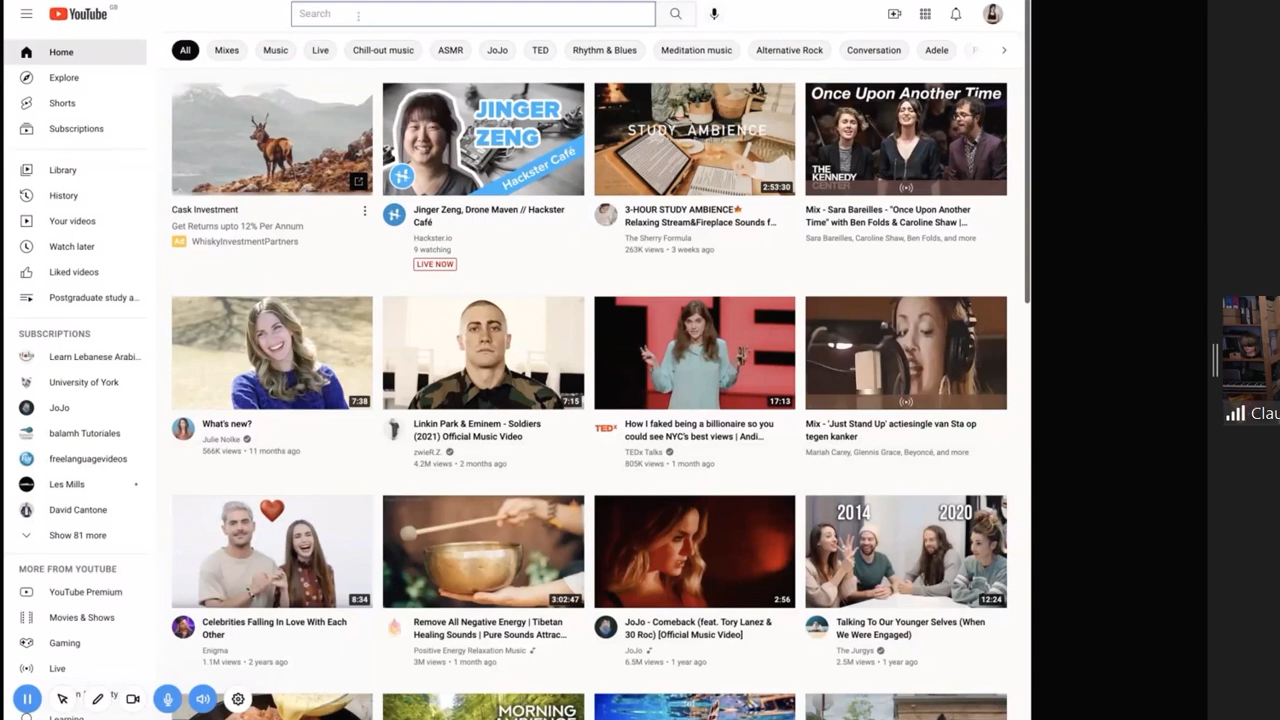 YouTube GB
Search
Home
Explore
Shorts
Subscriptions
Library
History
Your videos
Watch later
Liked videos
Postgraduate study a...
SUBSCRIPTIONS
Learn Lebanese Arabi...
University of York
JoJo
balamh Tutoriales
freelanguagevideos
Les Mills
David Cantone
Show 81 more
MORE FROM YOUTUBE
YouTube Premium
Movies & Shows
Gaming
Live
Learning
All Mixes Music Live Chill-out music ASMR JoJo TED Rhythm & Blues Meditation music Alternative Rock Conversation Adele
Cask Investment
Get Returns upto 12% Per Annum
Ad WhiskyInvestmentPartners
JINGER
ZENG
Hackster Café
Jinger Zeng, Drone Maven // Hackster
Café
Hackster.io
9 watching
LIVE NOW
STUDY AMBIENCE
2:53:30
3-HOUR STUDY AMBIENCE
Relaxing Stream&Fireplace Sounds f...
The Sherry Formula
263K views • 3 weeks ago
Once Upon Another Time
THE
KENNEDY
CENTER
Mix - Sara Bareilles - "Once Upon Another
Time" with Ben Folds & Caroline Shaw |...
Sara Bareilles, Caroline Shaw, Ben Folds, and more
7:38
What's new?
Julie Nolke
566K views • 11 months ago
7:15
Linkin Park & Eminem - Soldiers
(2021) Official Music Video
zwieR.Z.
4.2M views • 2 months ago
17:13
TEDx
How I faked being a billionaire so you
could see NYC's best views | Andi...
TEDx Talks
805K views • 1 month ago
Mix - 'Just Stand Up' actiesingle van Sta op
tegen kanker
Mariah Carey, Glennis Grace, Beyoncé, and more
8:34
Celebrities Falling In Love With Each
Other
Enigma
1.1M views • 2 years ago
3:02:47
Remove All Negative Energy | Tibetan
Healing Sounds | Pure Sounds Attrac...
Positive Energy Relaxation Music
3M views • 1 month ago
2:56
JoJo - Comeback (feat. Tory Lanez &
30 Roc) [Official Music Video]
JoJo
6.5M views • 1 year ago
2014 2020
12:24
Talking To Our Younger Selves (When
We Were Engaged)
The Jurgys
2.5M views • 1 year ago
MORNING
AMBIENCE
Clau